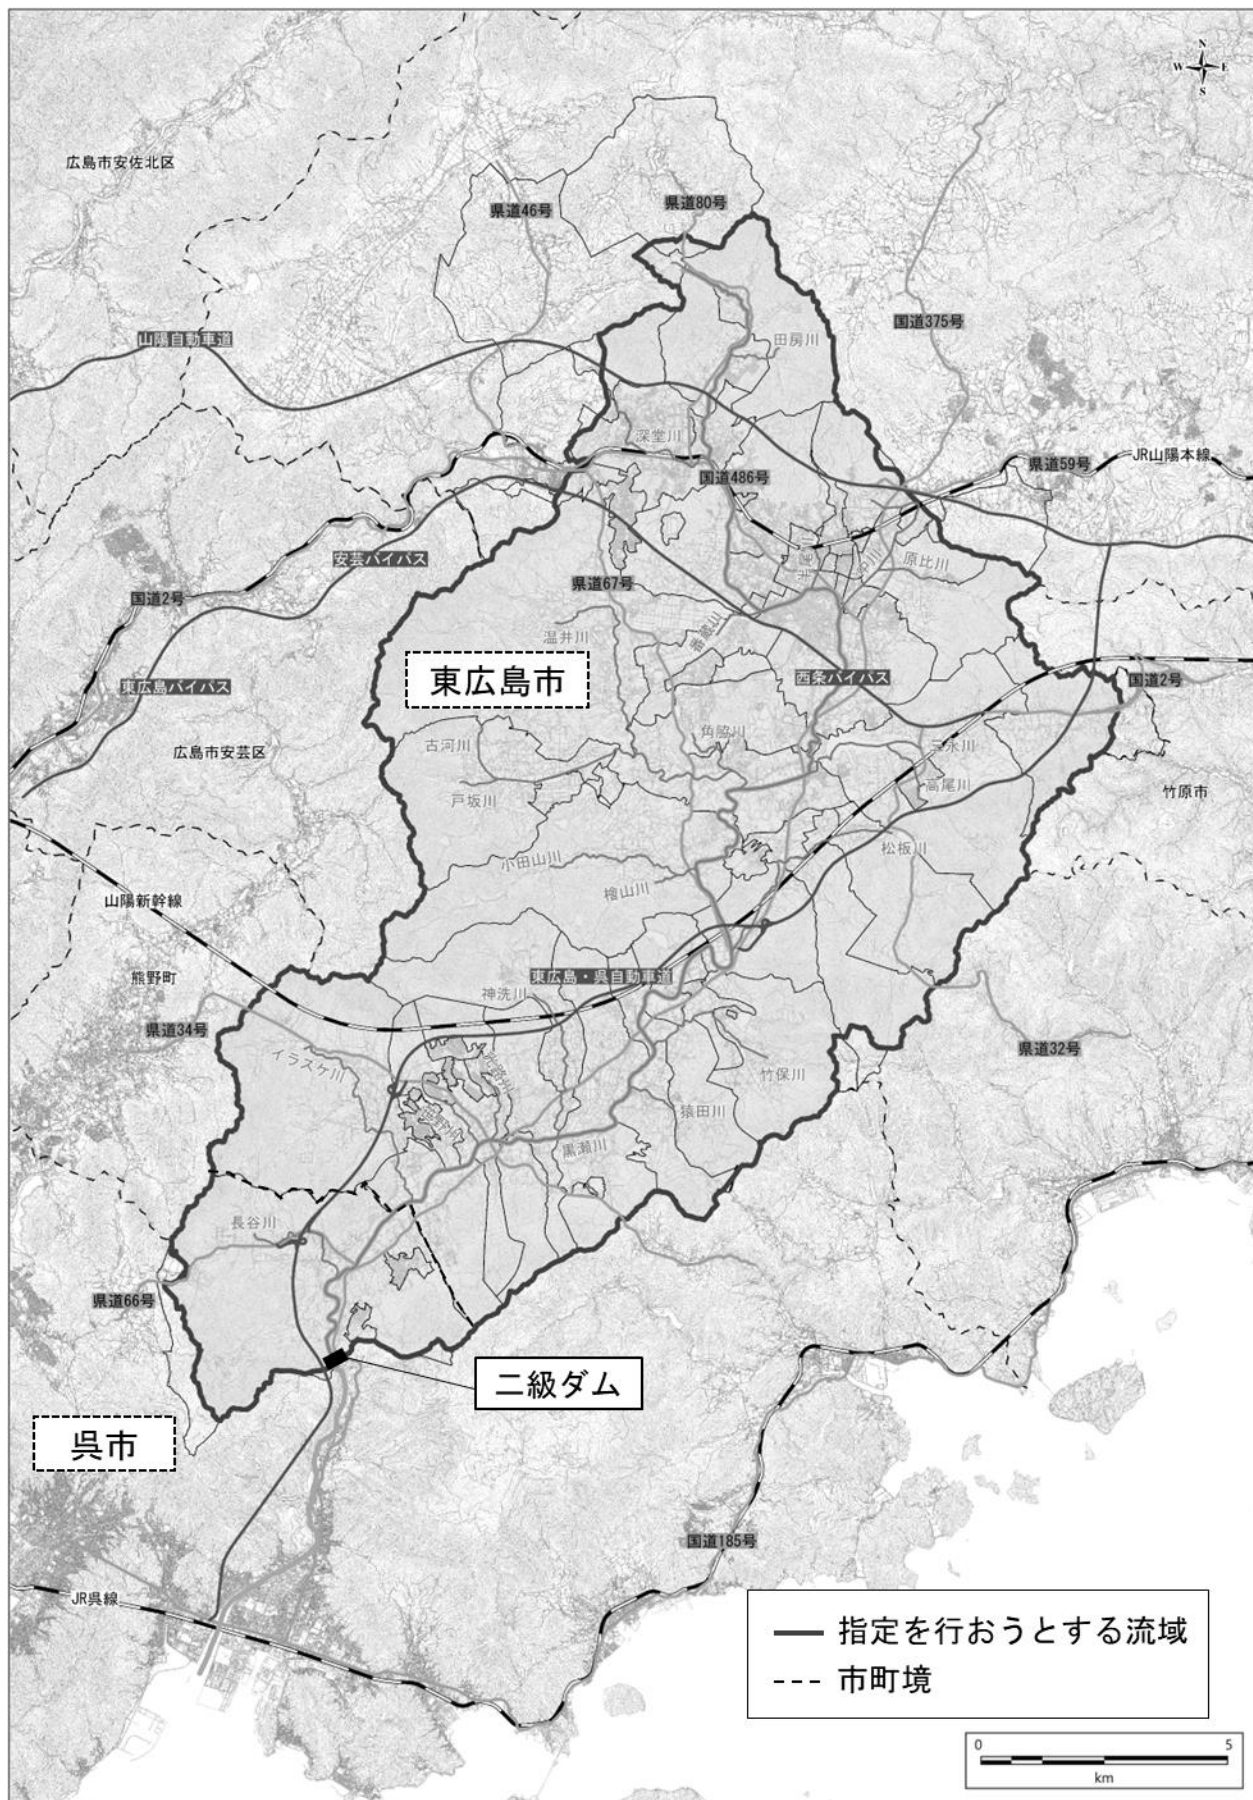 N
W E
S
広島市安佐北区
県道80号
県道46号
国道375号
山陽自動車道
田房川
深堂川
JR山陽本線
県道59号
国道486号
安芸バイパス
半尾川
原比川
県道67号
国道2号
温井川
東広島市
西条バイパス
国道2号
東広島バイパス
角脇川
古河川
三永川
広島市安芸区
戸坂川
高尾川
竹原市
松板川
小田山川
檜山川
山陽新幹線
熊野町
東広島・呉自動車道
神洗川
県道34号
県道32号
イラスケ川
竹保川
猿田川
黒瀬川
長谷川
県道66号
二級ダム
呉市
国道185号
JR呉線
指定を行おうとする流域
市町境
0 5
km